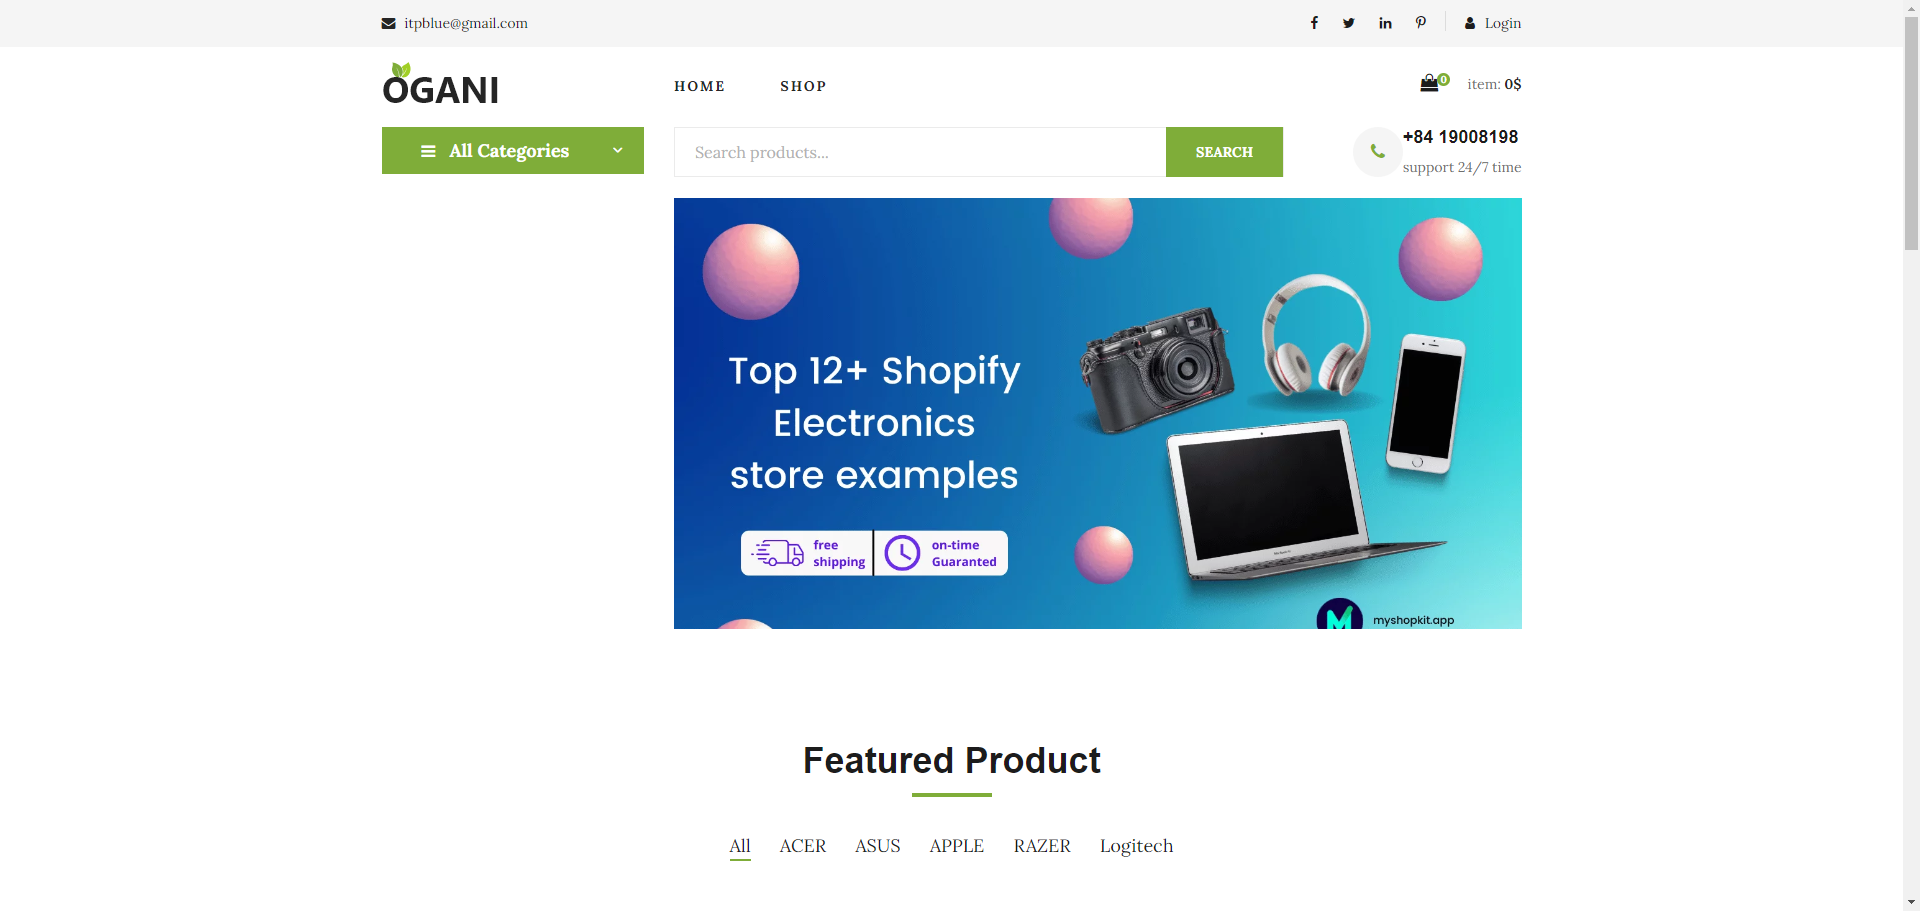 itpblue@gmail.com
Login
OGANI
HOME
SHOP
0
item: 0$
All Categories
Search products...
SEARCH
+84 19008198
support 24/7 time
Top 12+ Shopify
Electronics
store examples
free
shipping
on-time
Guaranted
myshopkit.app
Featured Product
All
ACER
ASUS
APPLE
RAZER
Logitech